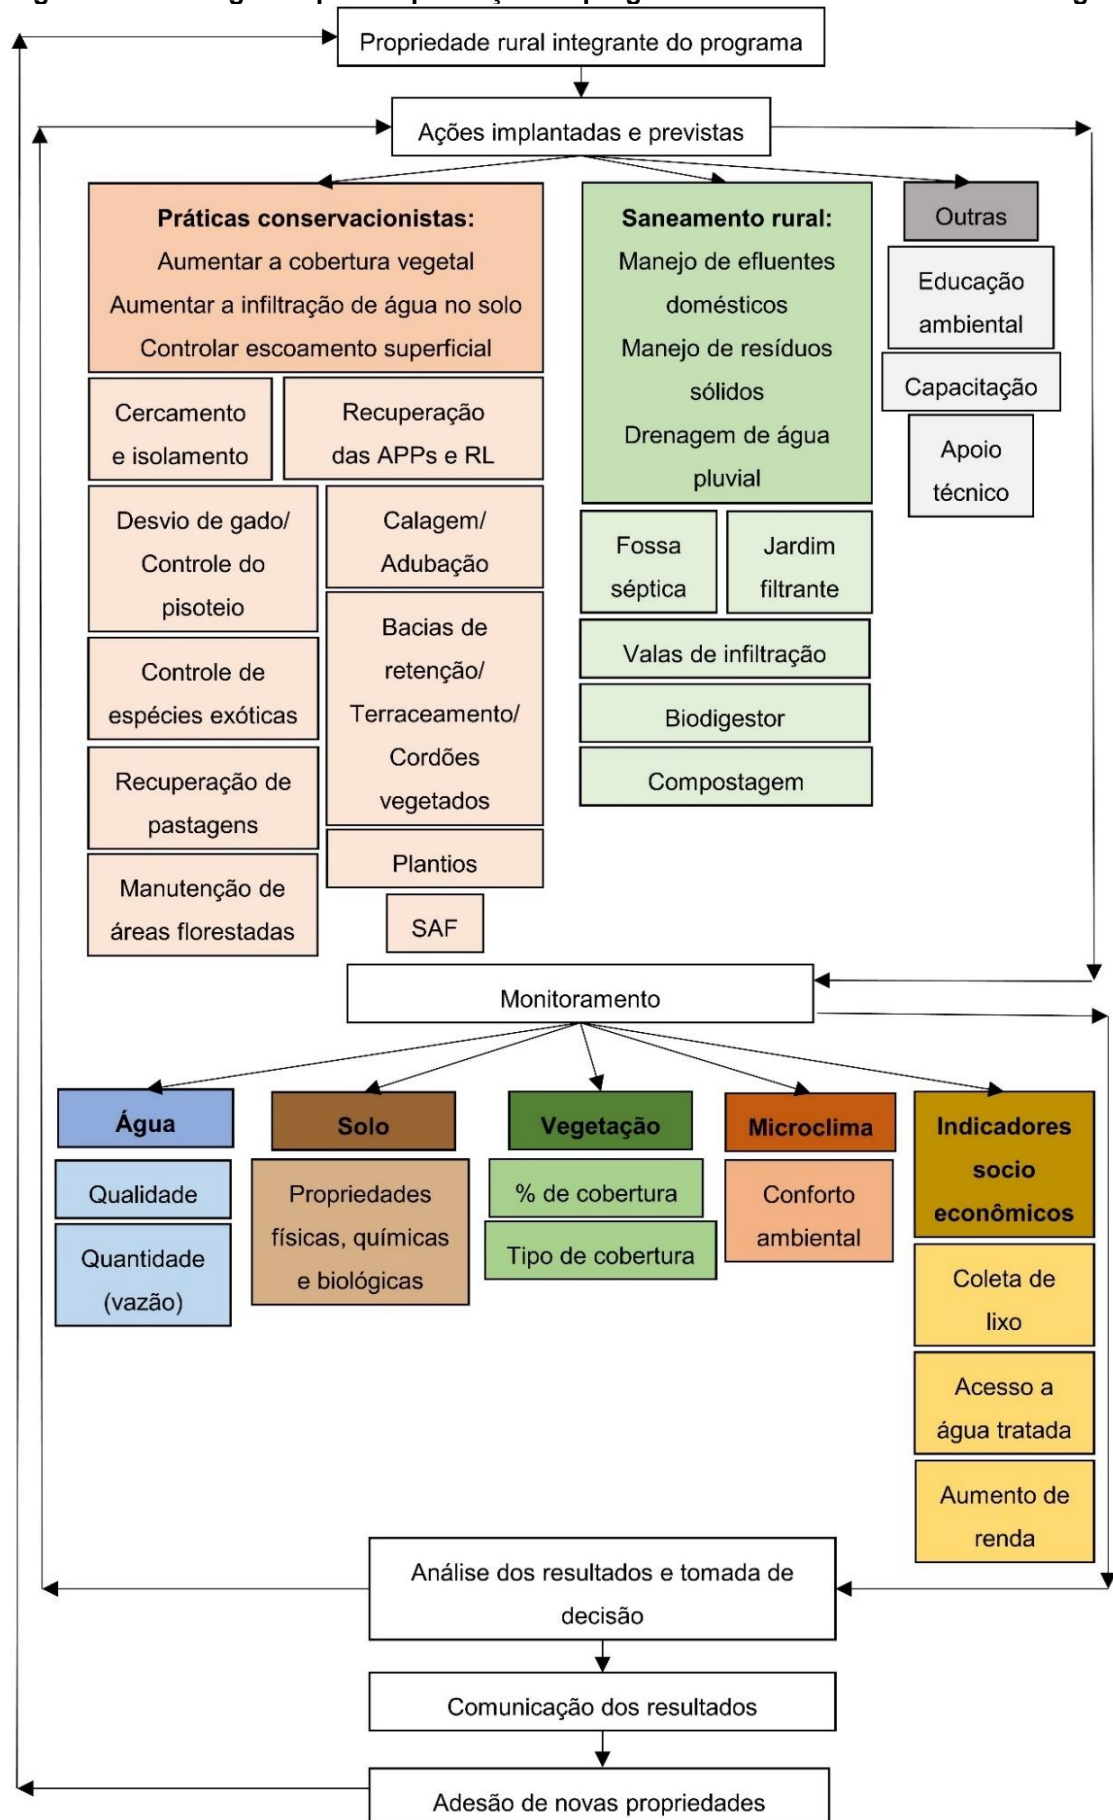 Propriedade rural integrante do programa
Ações implantadas e previstas
Práticas conservacionistas:
Aumentar a cobertura vegetal
Aumentar a infiltração de água no solo
Controlar escoamento superficial
Cercamento
e isolamento
Recuperação
das APPs e RL
Desvio de gado/
Controle do
pisoteio
Calagem/
Adubação
Controle de
espécies exóticas
Bacias de
retenção/
Terraceamento/
Cordões
vegetados
Recuperação de
pastagens
Plantios
Manutenção de
áreas florestadas
SAF
Saneamento rural:
Manejo de efluentes
domésticos
Manejo de resíduos
sólidos
Drenagem de água
pluvial
Fossa
séptica
Jardim
filtrante
Valas de infiltração
Biodigestor
Compostagem
Outras
Educação
ambiental
Capacitação
Apoio
técnico
Monitoramento
Água
Qualidade
Quantidade
(vazão)
Solo
Propriedades
físicas, químicas
e biológicas
Vegetação
% de cobertura
Tipo de cobertura
Microclima
Conforto
ambiental
Indicadores
socio
econômicos
Coleta de
lixo
Acesso a
água tratada
Aumento de
renda
Análise dos resultados e tomada de
decisão
Comunicação dos resultados
Adesão de novas propriedades